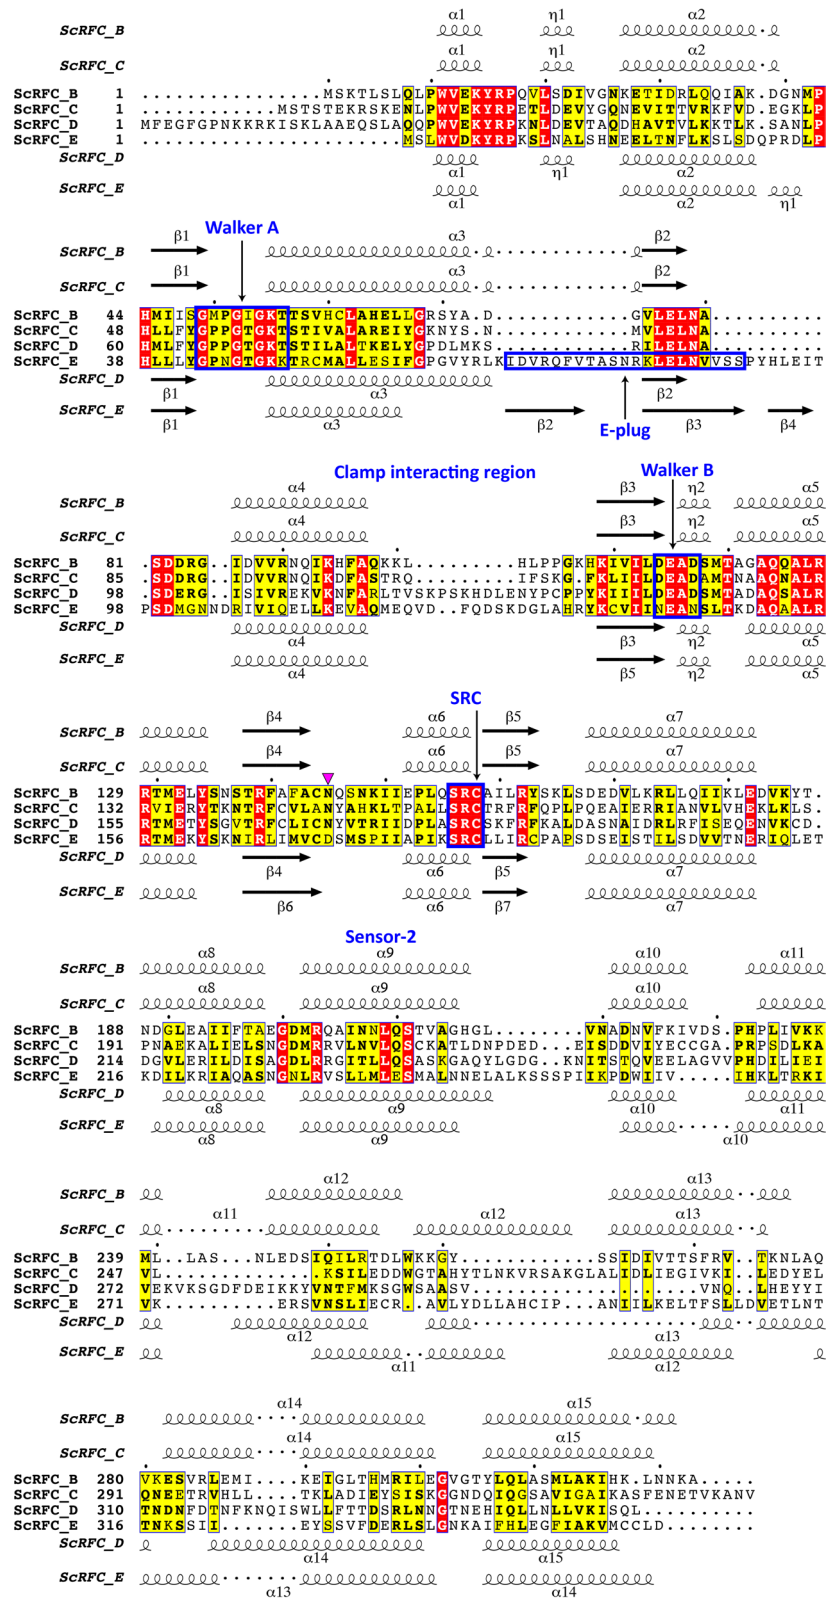 α1 η1 α2
ScRFC_B
α1 η1 α2
ScRFC_C
ScRFC_B 1 ................MSKTLSLQLPWVEKYRPQVLSDIVGNKETIDRLQQIAK.DGNMP
ScRFC_C 1 ............MSTSTEKRSKENLPWVEKYRPETLDEVYGQNEVITTVRKFVD.EGKLP
ScRFC_D 1 MFEGFGPNKKRKISKLAAEQSLAQQPWVEKYRPKNLDEVTAQDHAVTVLKKTLK.SANLP
ScRFC_E 1 .......................MSLWVDKYRPKSLNALSHNEELTNFLKSLSDQPRDLP
ScRFC_D
α1 η1 α2
ScRFC_E
α1 α2 η1
Walker A
β1 α3 β2
ScRFC_B
β1 α3 β2
ScRFC_C
ScRFC_B 44 HMIISGMPGIGKTTSVHCLAHELLGRSYA.D............GVLELNA..........
ScRFC_C 48 HLLFYGPPGTGKTSTIVALAREIYGKNYS.N............MVLELNA..........
ScRFC_D 60 HMLFYGPPGTGKTSTILALTKELYGPDLMKS............RILELNA..........
ScRFC_E 38 HLLLYGPNGTGKKTRCMALLESIFGPGVYRLKIDVRQFVTASNRKLELNVVSSPYHLEIT
ScRFC_D
β1 α3 β2
ScRFC_E
β1 α3 β2 β3 β4
E-plug
Clamp interacting region Walker B
α4 β3 η2 α5
ScRFC_B
α4 β3 η2 α5
ScRFC_C
ScRFC_B 81 .SDDRG..IDVVRNQIKHFAQKKL.........HLPPGKHKIVILDEADSMTAGAQQALR
ScRFC_C 85 .SDDRG..IDVVRNQIKDFASTRQ.........IFSKG.FKLIILDEADAMTNAAQNALR
ScRFC_D 98 .SDERG..ISIVRNKVKNFARLTVSKPSKHDLENYPCPPYKIIILDEADSMTADAQSALR
ScRFC_E 98 PSDMGNNDRIVIQELLKEVAQMEQVD..FQDSKDGLAHRYKCVIINEANSLTKDAQAALR
ScRFC_D
α4 β3 η2 α5
ScRFC_E
α4 β5 η2 α5
SRC
β4 α6 β5 α7
ScRFC_B
β4 α6 β5 α7
ScRFC_C
ScRFC_B 129 RTMELYSNSTRFAFACNQSNKIIEPLQSRCAILRYSKLSDEDVLKRLLQIIKLEDVKYT.
ScRFC_C 132 RVIERYTKNTRFCVLANYAHKLTPALLSRCTRFRFQPLPQEAIERRIANVLVHEKLKLS.
ScRFC_D 155 RTMETYSGVTRFCLICNYVTRIIDPLASRCSKFRFKALDASNAIDRLRFISEQENVKCD.
ScRFC_E 156 RTMEKYSKNIRLIMVCDSMSPIIAPIKSRCLLIRCPAPSDSEISTILSDVVTNERIQLET
ScRFC_D
β4 α6 β5 α7
ScRFC_E
β6 α6 β7 α7
Sensor-2
α8 α9 α10 α11
ScRFC_B
α8 α9 α10
ScRFC_C
ScRFC_B 188 NDGLEAIIFTAEGDMRQAINNLQSTVAGHGL........VNADNVFKIVDS.PHPLIVKK
ScRFC_C 191 PNAEKALIELSNGDMRRVLNVLQSCKATLDNPDED...EISDDVIYECCGA.PRPSDLKA
ScRFC_D 214 DGVLERILDISAGDLRRGITLLQSASKGAQYLGDG..KNITSTQVEELAGVVPHDILIEI
ScRFC_E 216 KDILKRIAQASNGNLRVSLLMLESMALNNELALKSSSPIIKPDWIIV.....IHKLTRKI
ScRFC_D
α8 α9 α10 α11
ScRFC_E
α8 α9 α10
α12 α13
ScRFC_B
α11 α12 α13
ScRFC_C
ScRFC_B 239 ML..LAS...NLEDSIQILRTDLWKKGY............SSIDIVTTSFRV..TKNLAQ
ScRFC_C 247 VL..............KSILEDDWGTAHYTLNKVRSAKGLALIDLIEGIVKI..LEDYEL
ScRFC_D 272 VEKVKSGDFDEIKKYVNTFMKSGWSAASV....................VNQ..LHEYYI
ScRFC_E 271 VK..........ERSVNSLIECR.AVLYDLLAHCIP....ANIILKELTFSLLDVETLNT
ScRFC_D
α12 α13
ScRFC_E
α11 α12
α14 α15
ScRFC_B
α14 α15
ScRFC_C
ScRFC_B 280 VKESVRLEMI....KEIGLTHMRILEGVGTYLQLASMLAKIHK.LNNKA.....
ScRFC_C 291 QNEETRVHLL....TKLADIEYSISKGGNDQIQGSAVIGAIKASFENETVKANV
ScRFC_D 310 TNDNFDTNFKNQISWLLFTTDSRLNNGTNEHIQLLNLLVKISQL..........
ScRFC_E 316 TNKSSII.......EYSSVFDERLSLGNKAIFHLEGFIAKVMCCLD........
ScRFC_D
α14 α15
ScRFC_E
α13 α14